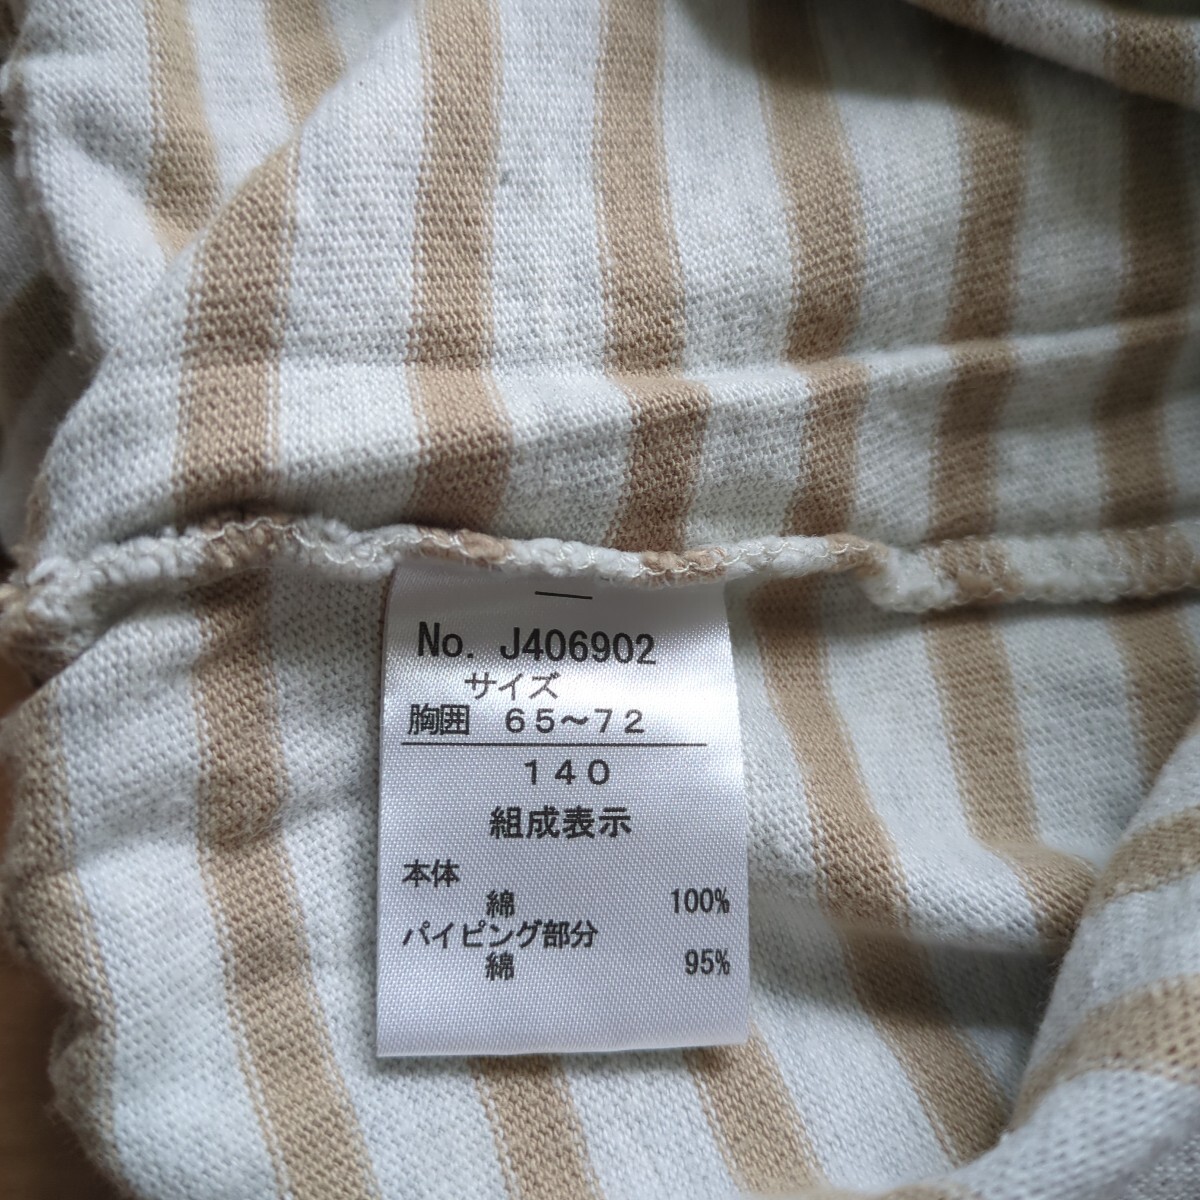 No. J406902
サイズ
胸囲 65〜72
140
組成表示
本体
綿 100%
パイピング部分
綿 95%